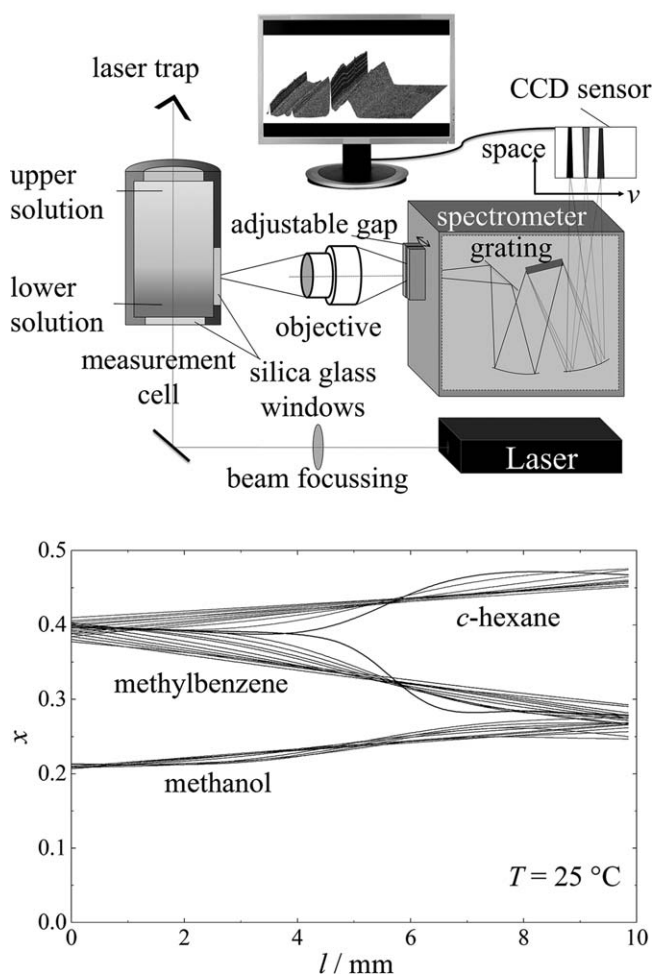 laser trap
CCD sensor
space
v
upper
solution
adjustable gap
spectrometer
grating
lower
solution
objective
measurement
cell
silica glass
windows
Laser
beam focussing
0.5
0.4
0.3
0.2
0.1
0.0
x
c-hexane
methylbenzene
methanol
T = 25 °C
0
2
4
6
8
10
l / mm